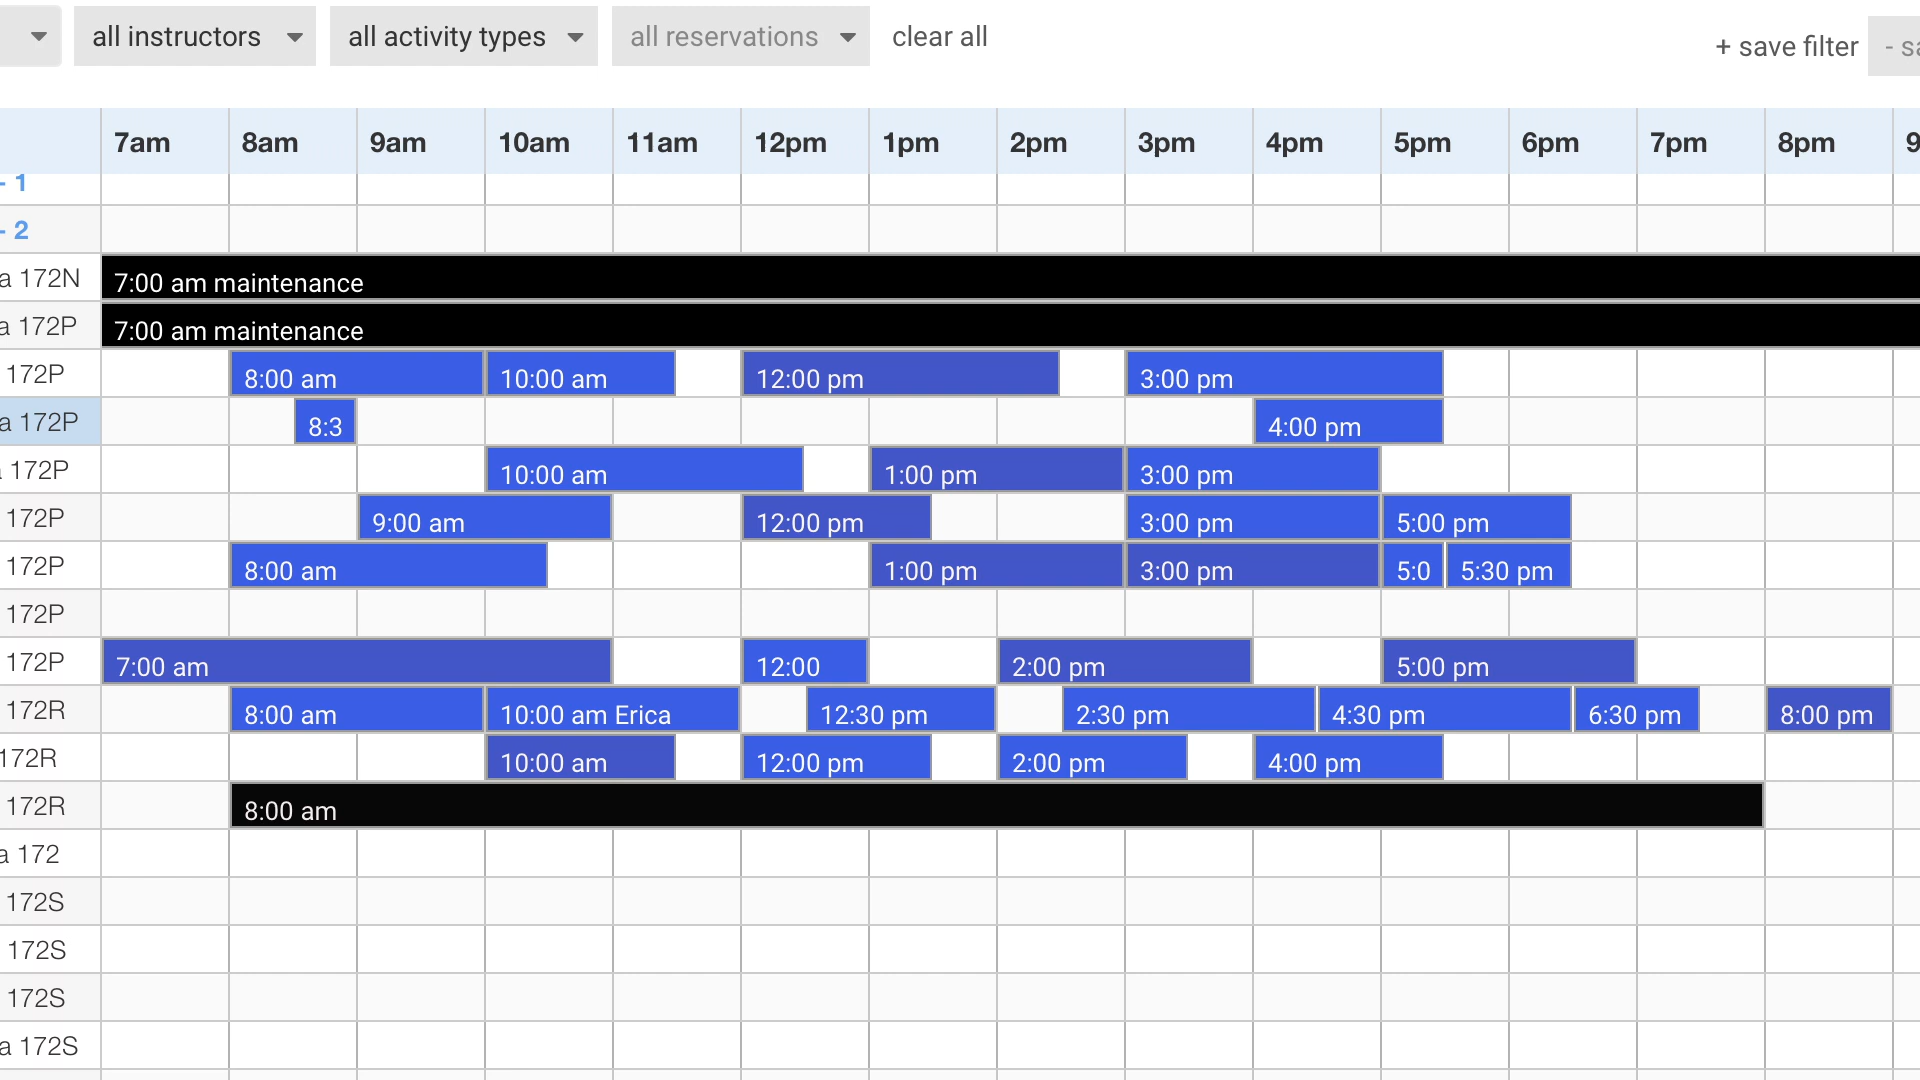 all instructors all activity types all reservations clear all + save filter - sa
7am 8am 9am 10am 11am 12pm 1pm 2pm 3pm 4pm 5pm 6pm 7pm 8pm 9
- 1
- 2
a 172N 7:00 am maintenance
a 172P 7:00 am maintenance
172P 8:00 am 10:00 am 12:00 pm 3:00 pm
a 172P 8:3 4:00 pm
172P 10:00 am 1:00 pm 3:00 pm
172P 9:00 am 12:00 pm 3:00 pm 5:00 pm
172P 8:00 am 1:00 pm 3:00 pm 5:0 5:30 pm
172P
172P 7:00 am 12:00 2:00 pm 5:00 pm
172R 8:00 am 10:00 am Erica 12:30 pm 2:30 pm 4:30 pm 6:30 pm 8:00 pm
172R 10:00 am 12:00 pm 2:00 pm 4:00 pm
172R 8:00 am
a 172
172S
172S
172S
a 172S